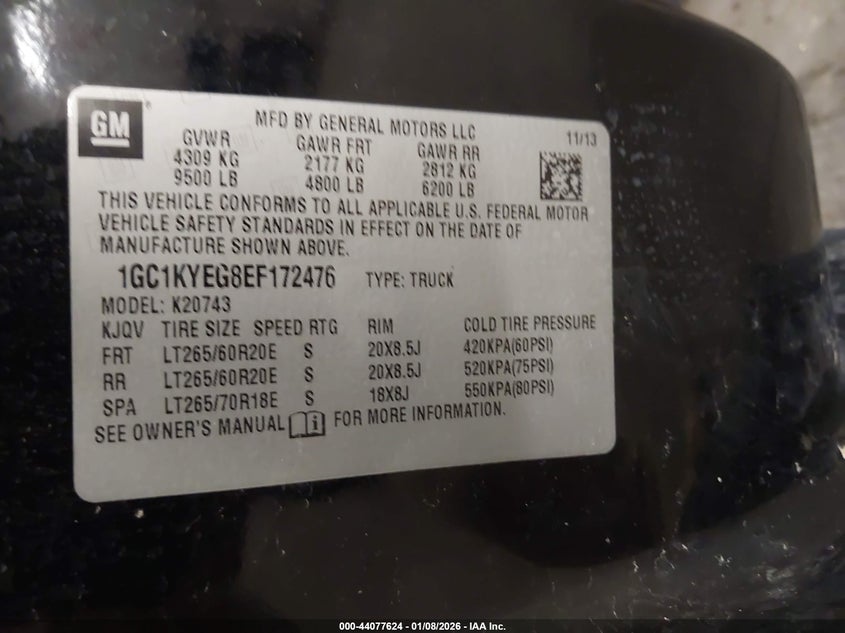 GM
MFD BY GENERAL MOTORS LLC
11/13
GVWR GAWR FRT GAWR RR
4309 KG 2177 KG 2812 KG
9500 LB 4800 LB 6200 LB
THIS VEHICLE CONFORMS TO ALL APPLICABLE U.S. FEDERAL MOTOR
VEHICLE SAFETY STANDARDS IN EFFECT ON THE DATE OF
MANUFACTURE SHOWN ABOVE.
1GC1KYEG8EF172476 TYPE: TRUCK
MODEL: K20743
KJQV TIRE SIZE SPEED RTG RIM COLD TIRE PRESSURE
FRT LT265/60R20E S 20X8.5J 420KPA(60PSI)
RR LT265/60R20E S 20X8.5J 520KPA(75PSI)
SPA LT265/70R18E S 18X8J 550KPA(80PSI)
SEE OWNER'S MANUAL FOR MORE INFORMATION.
000-44077624 - 01/08/2026 - IAA Inc.